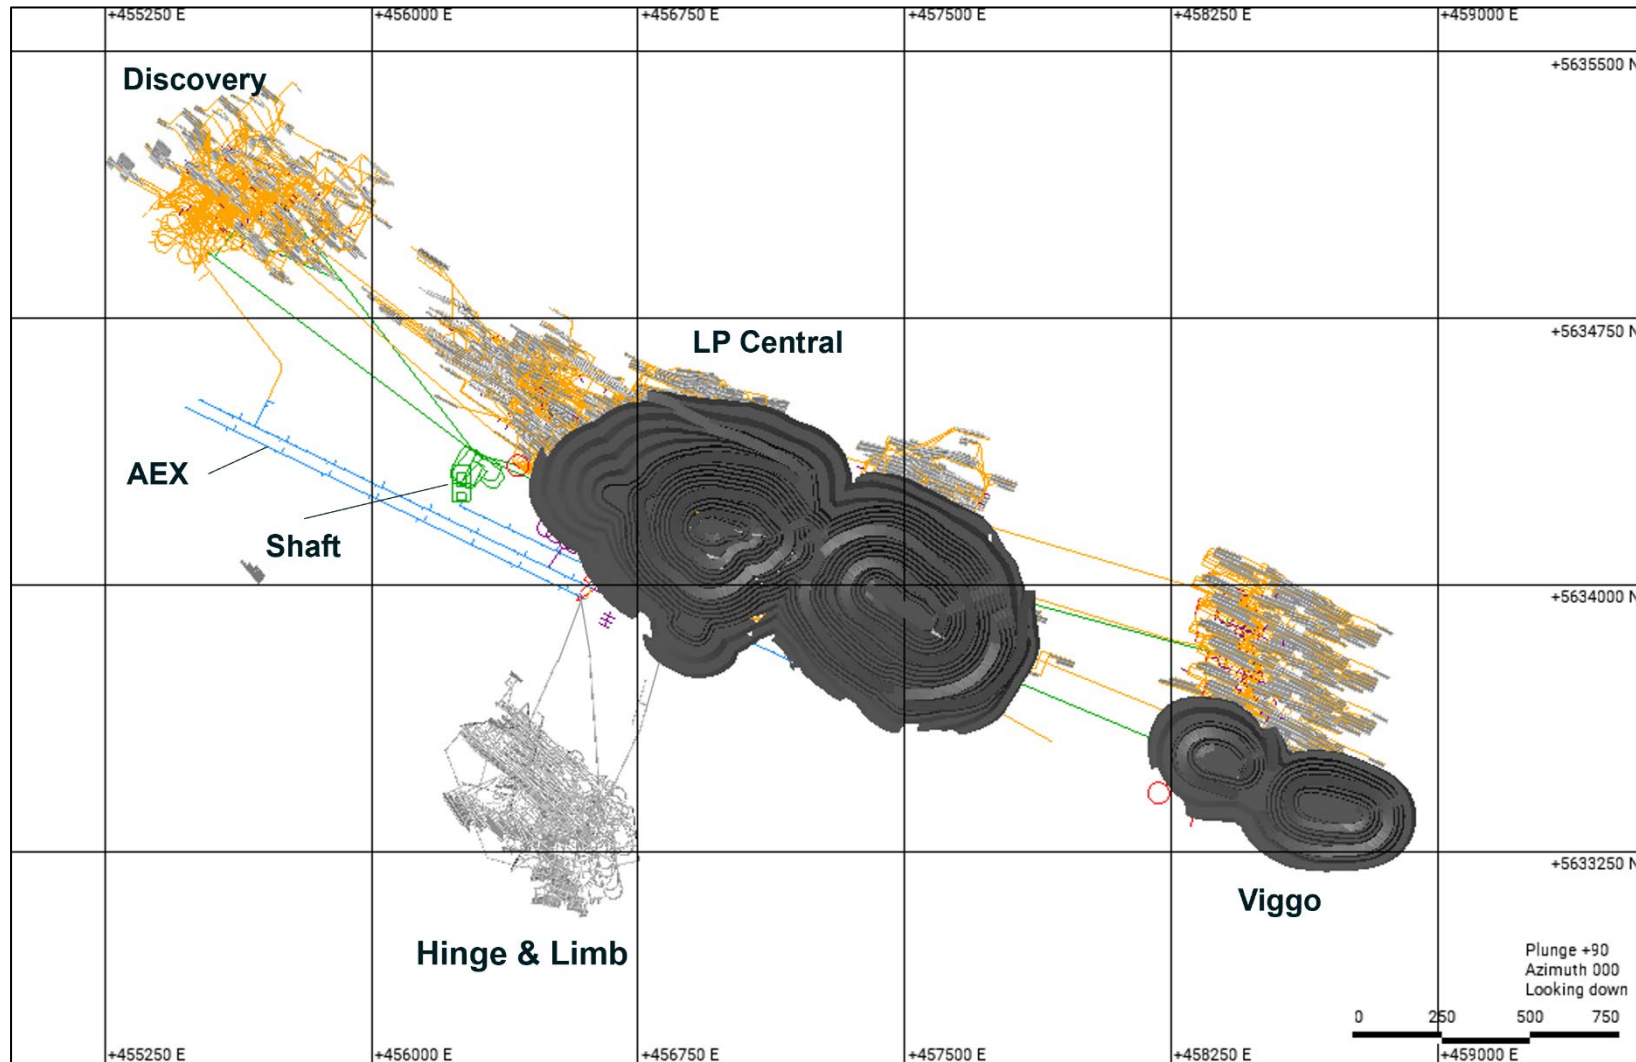 +455250 E +456000 E +456750 E +457500 E +458250 E +459000 E
+5635500 N
Discovery
+5634750 N
LP Central
AEX
Shaft
+5634000 N
+5633250 N
Viggo
Hinge & Limb
Plunge +90
Azimuth 000
Looking down
0 250 500 750
+455250 E +456000 E +456750 E +457500 E +458250 E +459000 E